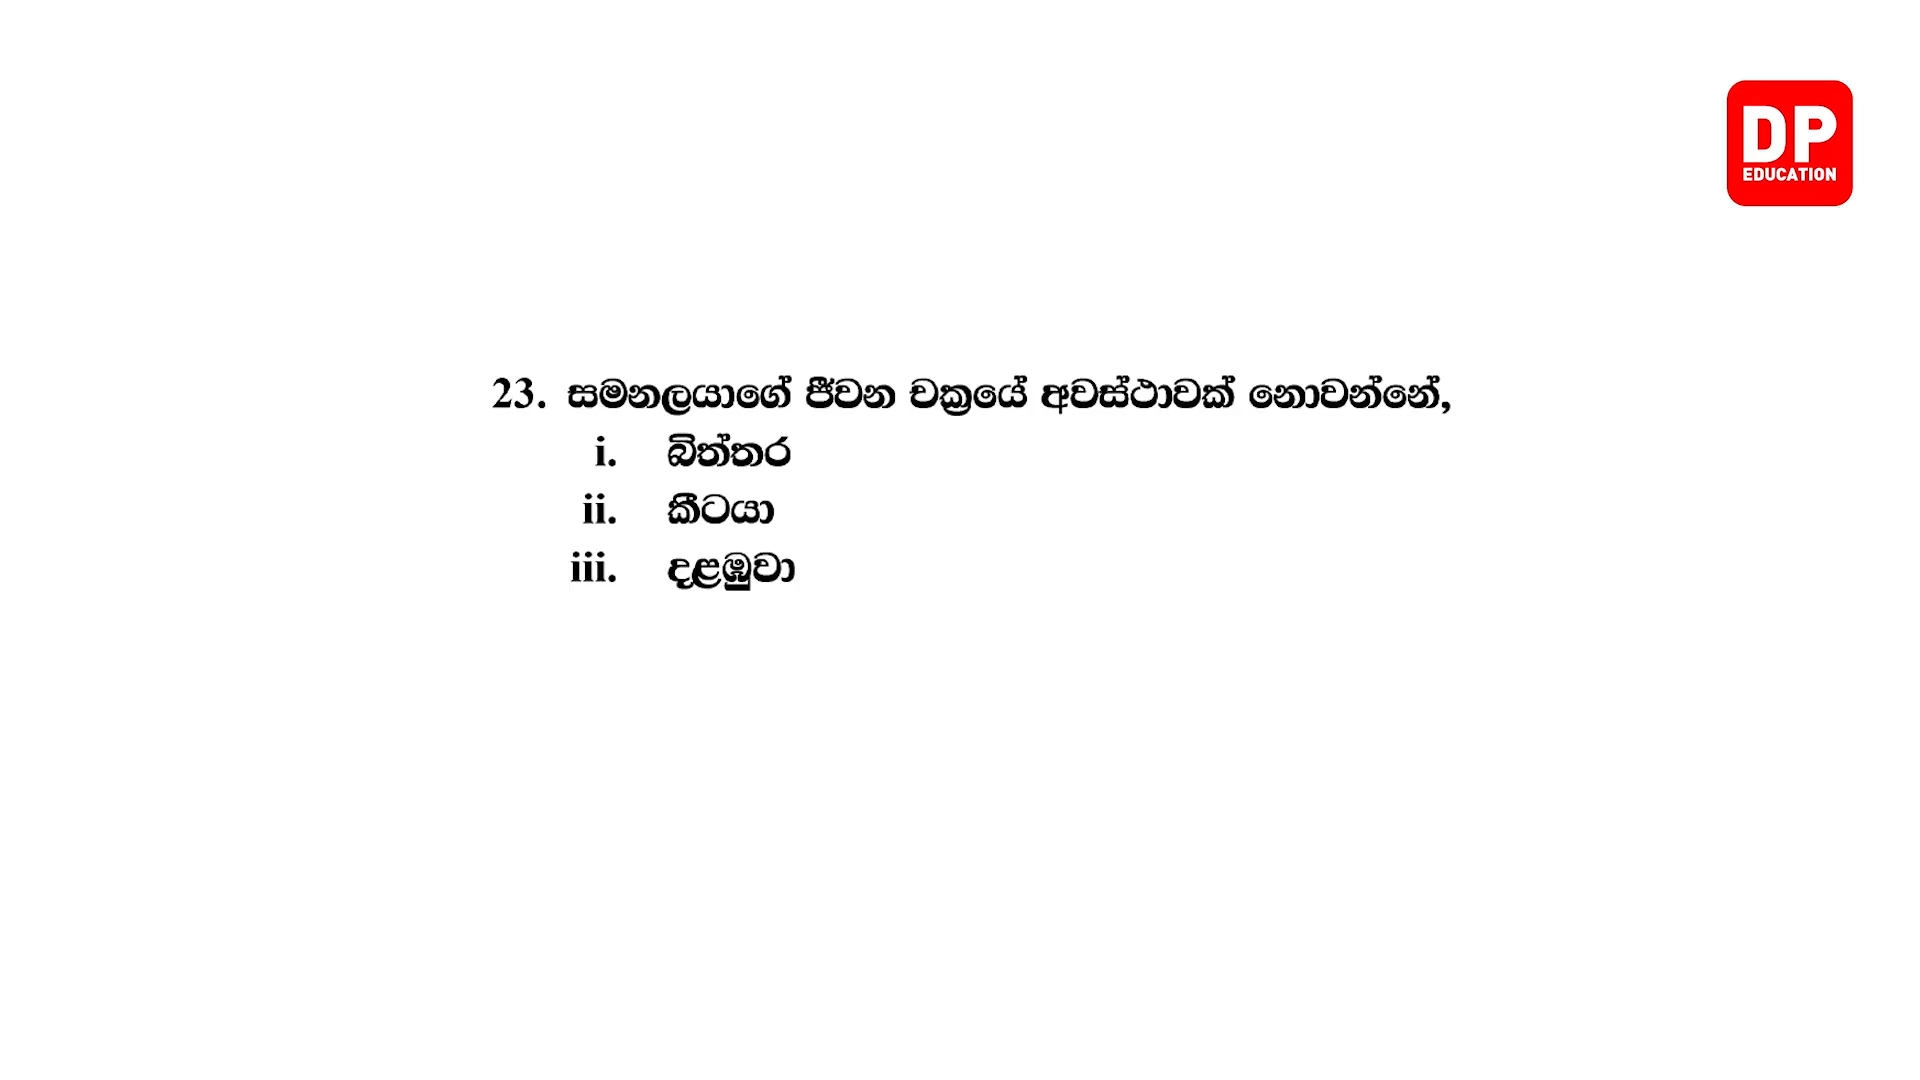 DP
EDUCATION
23. සමනලයාගේ ජීවන චක්‍රයේ අවස්ථාවක් නොවන්නේ,
i. බිත්තර
ii. කීටයා
iii. දළඹුවා